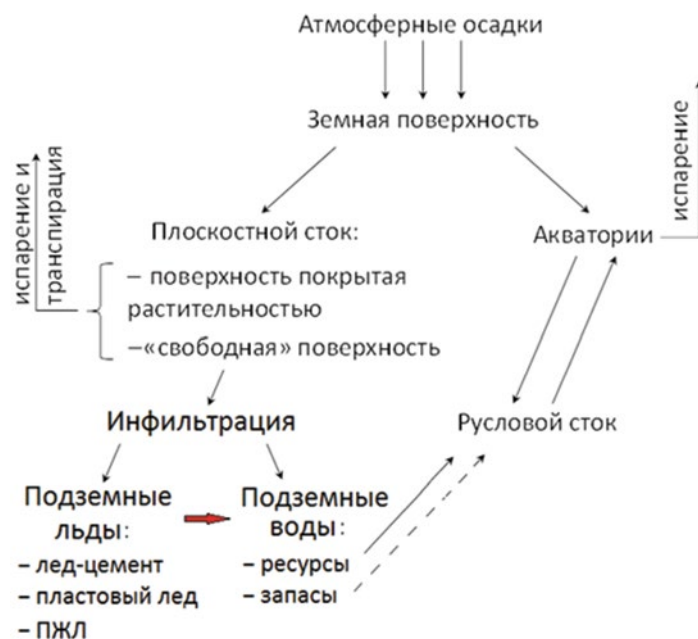 Атмосферные осадки
Земная поверхность
испарение
испарение и
транспирация
Плоскостной сток:
Акватории
– поверхность покрытая
растительностью
–«свободная» поверхность
Инфильтрация
Русловой сток
Подземные
льды:
– лед-цемент
– пластовый лед
– ПЖЛ
Подземные
воды:
– ресурсы
– запасы